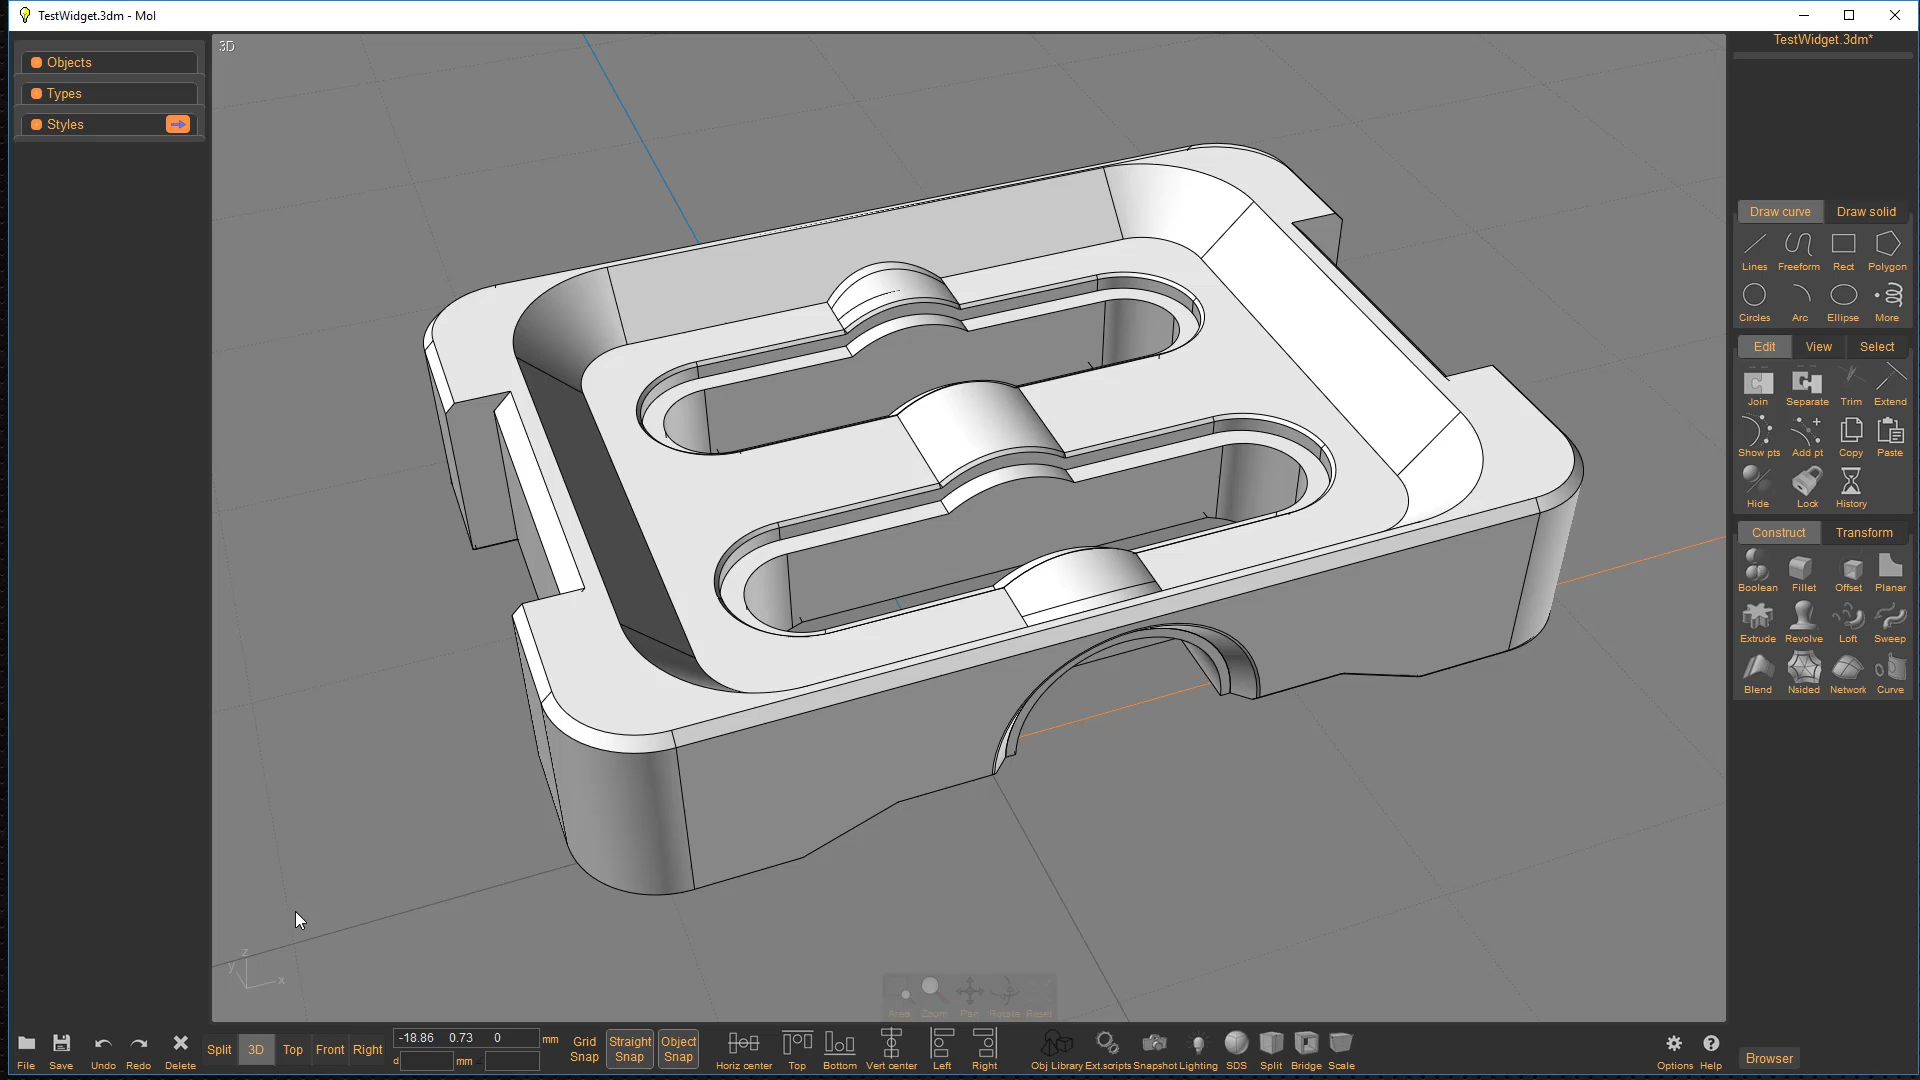 TestWidget.3dm - MoI
TestWidget.3dm*
Objects
Types
Styles
3D
Draw curve Draw solid
Lines Freeform Rect Polygon
Circles Arc Ellipse More
Edit View Select
Join Separate Trim Extend
Show pts Add pt Copy Paste
Hide Lock History
Construct Transform
Boolean Fillet Offset Planar
Extrude Revolve Loft Sweep
Blend Nsided Network Curve
z
y
x
Area Zoom Pan Rotate Reset
File Save Undo Redo Delete
Split 3D Top Front Right
-18.86 0.73 0 mm
d mm
Grid Snap
Straight Snap
Object Snap
Horiz center Top Bottom Vert center Left Right
Obj Library Ext.scripts Snapshot Lighting SDS Split Bridge Scale
Options Help
Browser